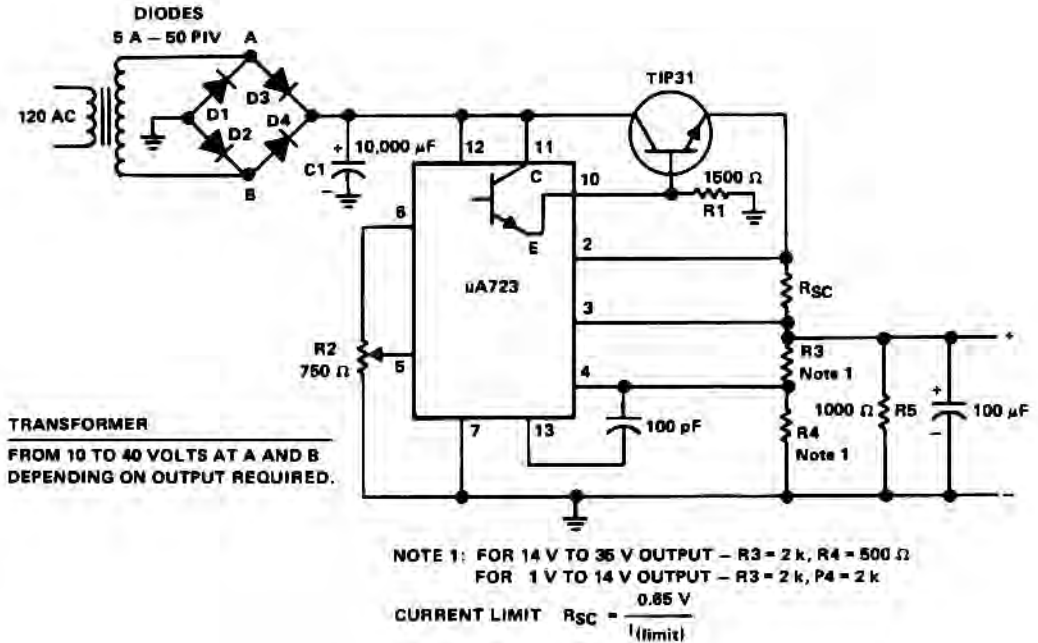 DIODES
5 A – 50 PIV
A
120 AC
D1
D3
D2
D4
B
+
10,000 µF
C1
–
12
11
TIP31
C
10
1500 Ω
R1
E
6
2
µA723
RSC
3
R2
750 Ω
5
R3
Note 1
+
4
1000 Ω
R5
+
100 µF
–
100 pF
R4
Note 1
7
13
–
TRANSFORMER
FROM 10 TO 40 VOLTS AT A AND B
DEPENDING ON OUTPUT REQUIRED.
NOTE 1: FOR 14 V TO 35 V OUTPUT – R3 = 2 k, R4 = 500 Ω
FOR 1 V TO 14 V OUTPUT – R3 = 2 k, P4 = 2 k
CURRENT LIMIT RSC = 0.65 V
I(limit)